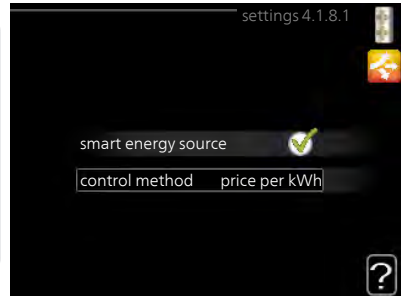 settings 4.1.8.1
smart energy source
control method price per kWh
?